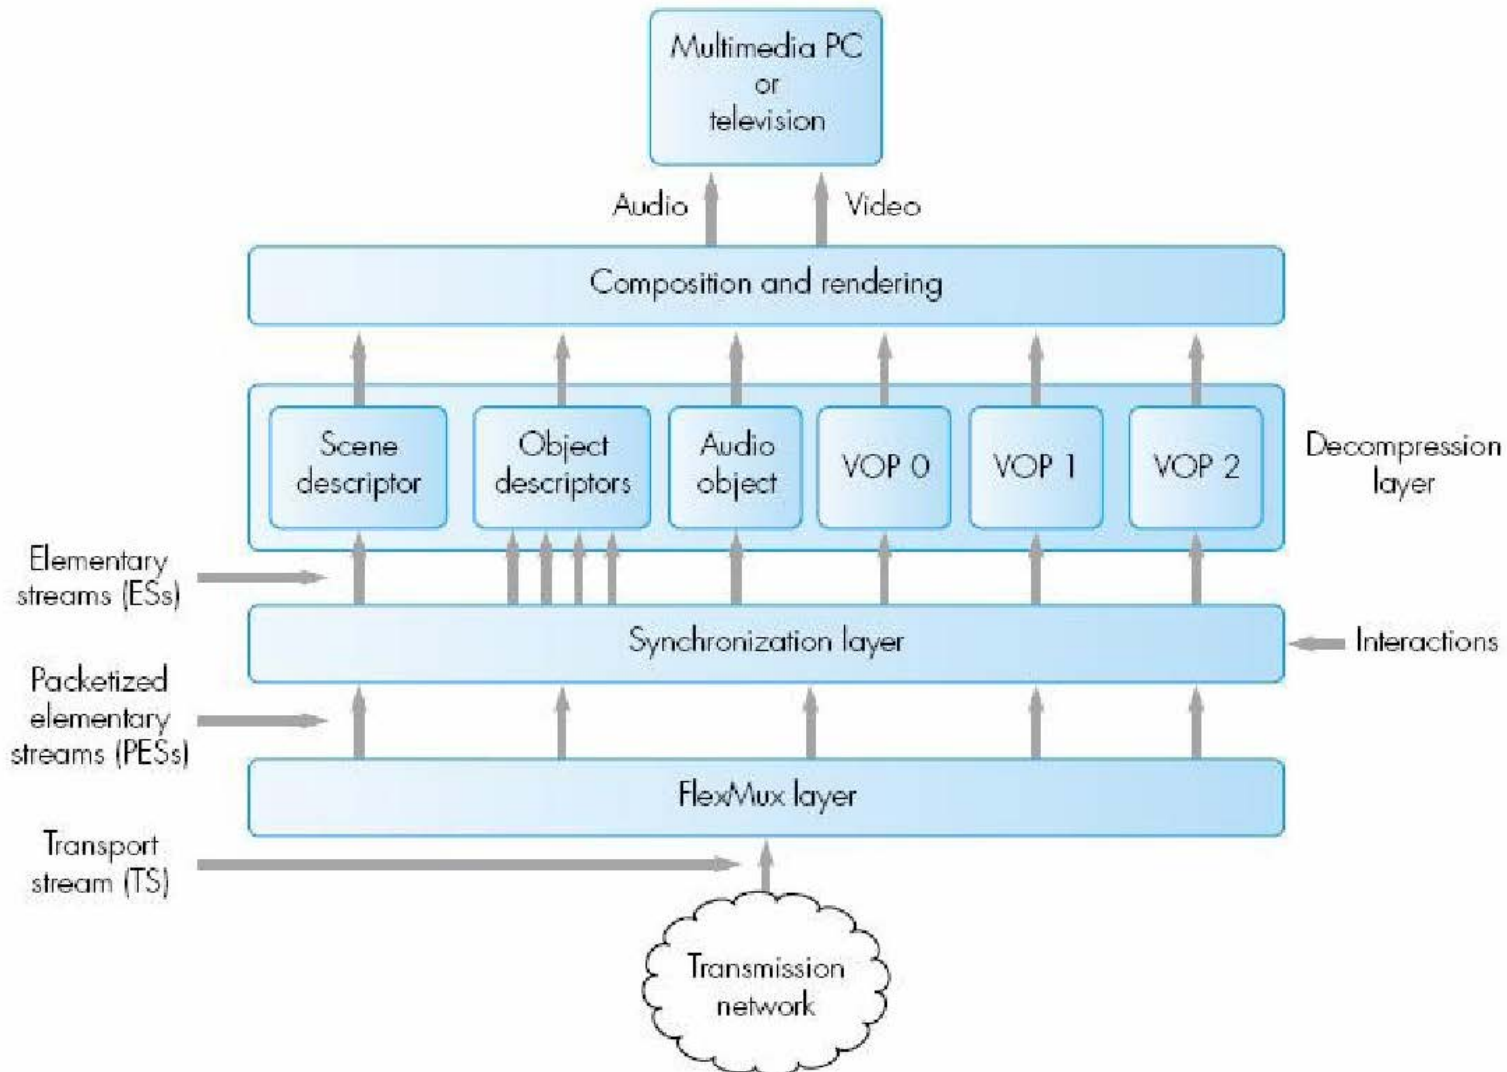 Multimedia PC
or
television
Audio
Video
Composition and rendering
Scene
descriptor
Object
descriptors
Audio
object
VOP 0
VOP 1
VOP 2
Decompression
layer
Elementary
streams (ESs)
Synchronization layer
Interactions
Packetized
elementary
streams (PESs)
FlexMux layer
Transport
stream (TS)
Transmission
network